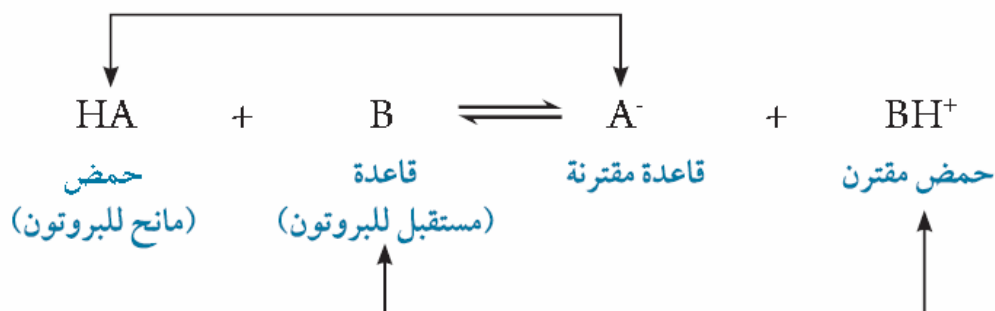 HA + B ⇌ A⁻ + BH⁺
حمض قاعدة قاعدة مقترنة حمض مقترن
(مانح للبروتون) (مستقبل للبروتون)